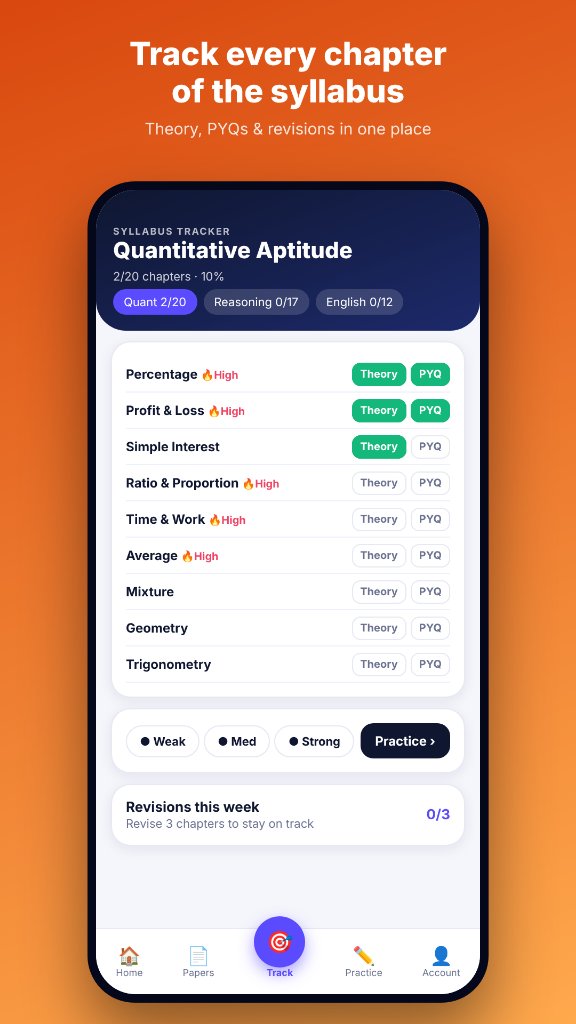 Track every chapter
of the syllabus
Theory, PYQs & revisions in one place
SYLLABUS TRACKER
Quantitative Aptitude
2/20 chapters · 10%
Quant 2/20 Reasoning 0/17 English 0/12
Percentage 🔥High Theory PYQ
Profit & Loss 🔥High Theory PYQ
Simple Interest Theory PYQ
Ratio & Proportion 🔥High Theory PYQ
Time & Work 🔥High Theory PYQ
Average 🔥High Theory PYQ
Mixture Theory PYQ
Geometry Theory PYQ
Trigonometry Theory PYQ
● Weak ● Med ● Strong Practice ›
Revisions this week 0/3
Revise 3 chapters to stay on track
Home Papers Track Practice Account